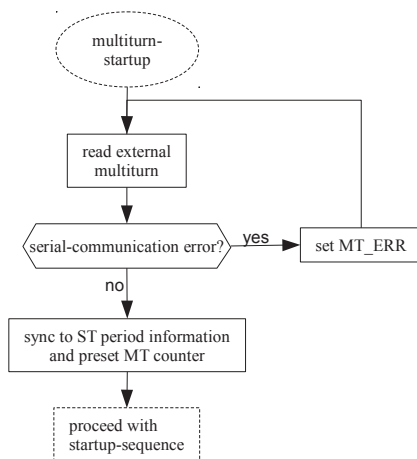 multiturn-
startup
read external
multiturn
serial-communication error?
yes
set MT_ERR
no
sync to ST period information
and preset MT counter
proceed with
startup-sequence